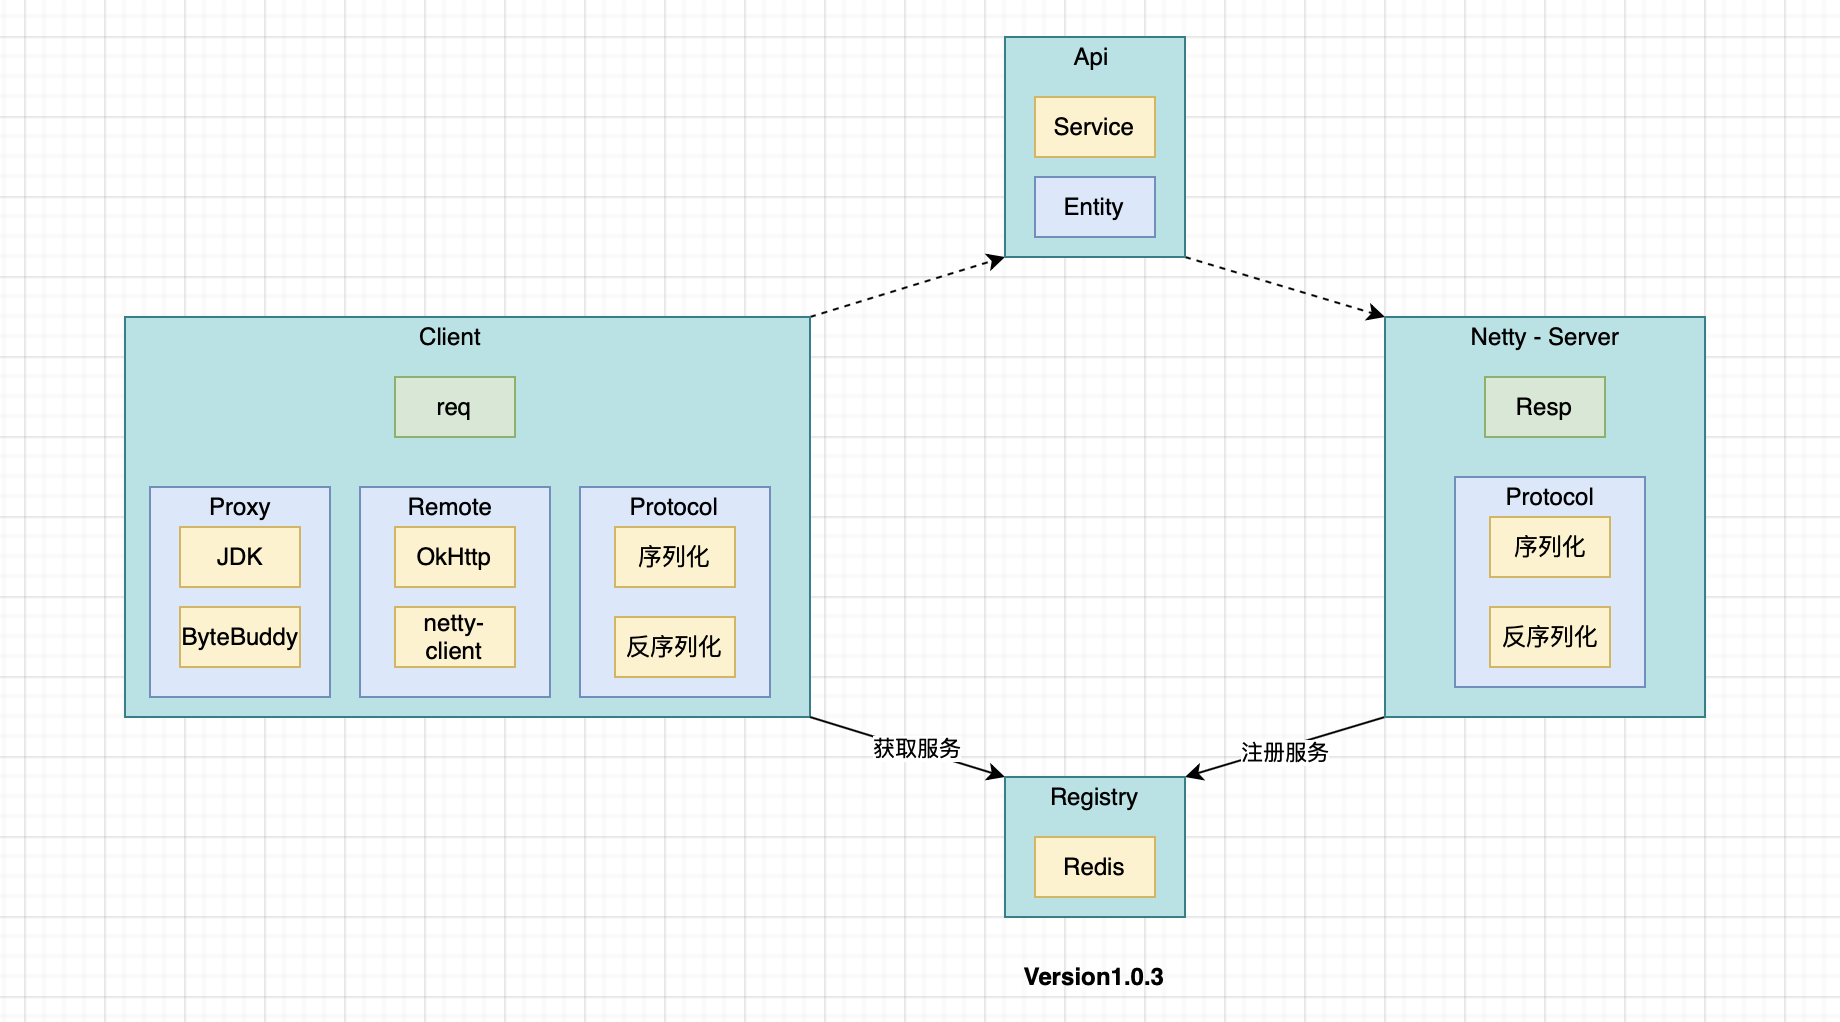 Api
Service
Entity
Client
req
Proxy
JDK
ByteBuddy
Remote
OkHttp
netty-
client
Protocol
序列化
反序列化
Netty - Server
Resp
Protocol
序列化
反序列化
获取服务
注册服务
Registry
Redis
Version1.0.3